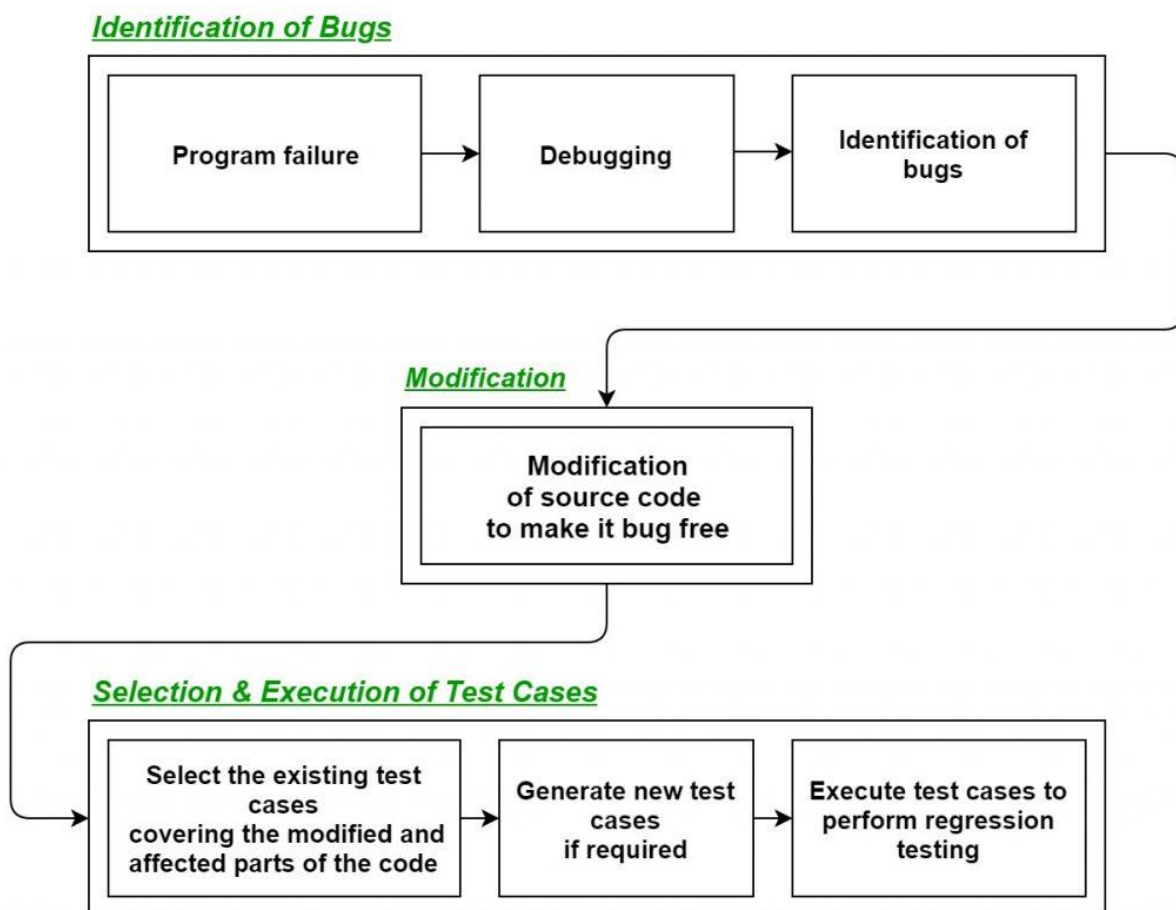 Identification of Bugs
Program failure
Debugging
Identification of
bugs
Modification
Modification
of source code
to make it bug free
Selection & Execution of Test Cases
Select the existing test
cases
covering the modified and
affected parts of the code
Generate new test
cases
if required
Execute test cases to
perform regression
testing